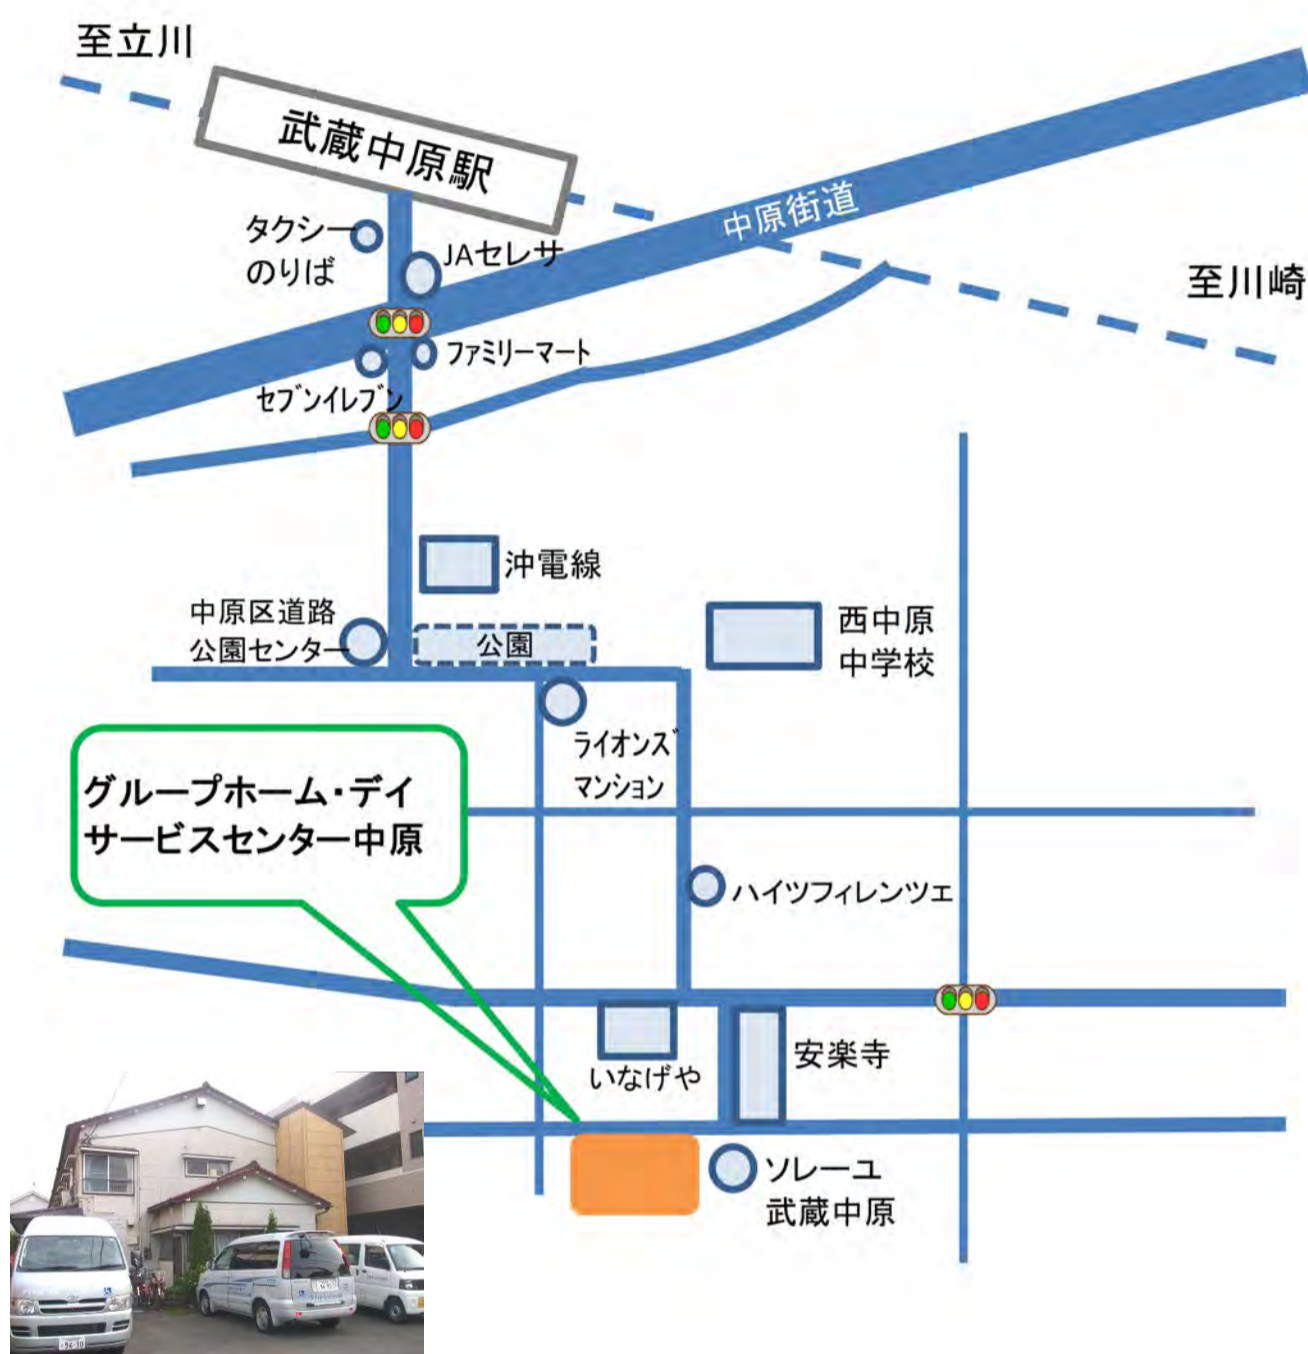 至立川
武蔵中原駅
中原街道
タクシー
のりば
JAセレサ
至川崎
ファミリーマート
セブンイレブン
沖電線
中原区道路
公園センター
公園
西中原
中学校
ライオンズ
マンション
グループホーム・デイ
サービスセンター中原
ハイツフィレンツェ
いなげや
安楽寺
ソレーユ
武蔵中原
96-30